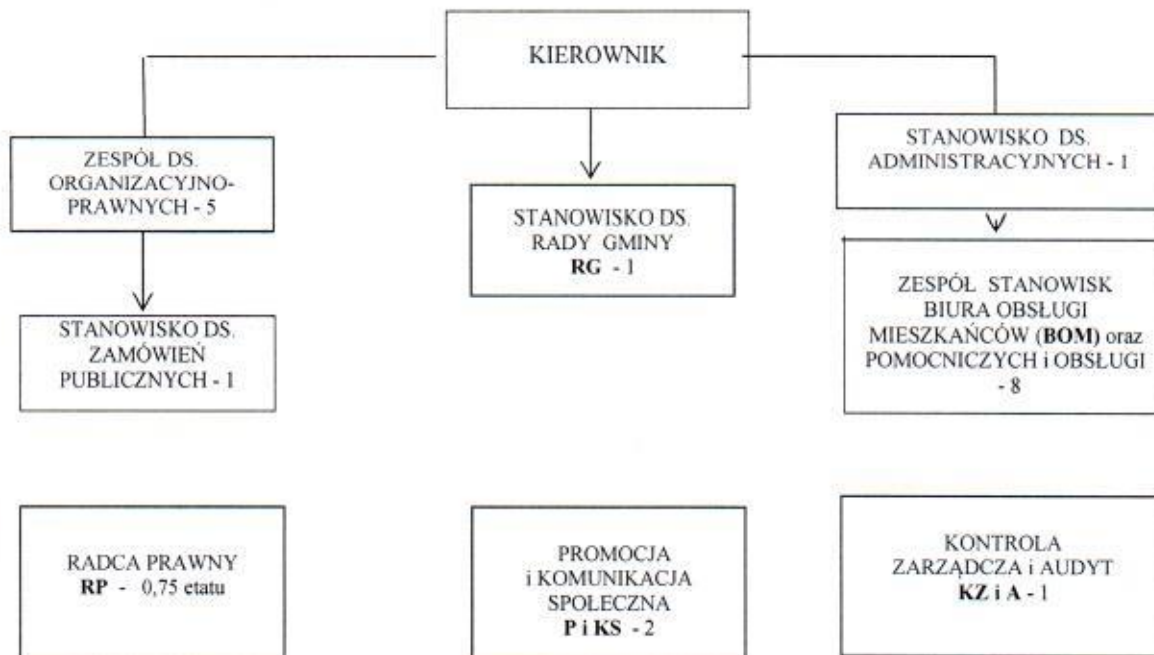 KIEROWNIK
ZESPÓŁ DS.
ORGANIZACYJNO-
PRAWNYCH - 5
STANOWISKO DS.
RADY GMINY
RG - 1
STANOWISKO DS.
ADMINISTRACYJNYCH - 1
STANOWISKO DS.
ZAMÓWIEŃ
PUBLICZNYCH - 1
ZESPÓŁ STANOWISK
BIURA OBSŁUGI
MIESZKAŃCÓW (BOM) oraz
POMOCNICZYCH i OBSŁUGI
- 8
RADCA PRAWNY
RP - 0,75 etatu
PROMOCJA
i KOMUNIKACJA
SPOŁECZNA
P i KS - 2
KONTROLA
ZARZĄDCZA i AUDYT
KZ i A - 1